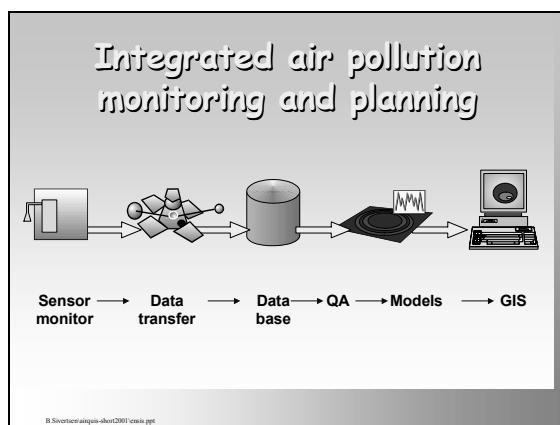 Integrated air pollution
monitoring and planning
Sensor monitor → Data transfer → Data base → QA → Models → GIS
B.Sivertsen\airquis-short2001\ensis.ppt